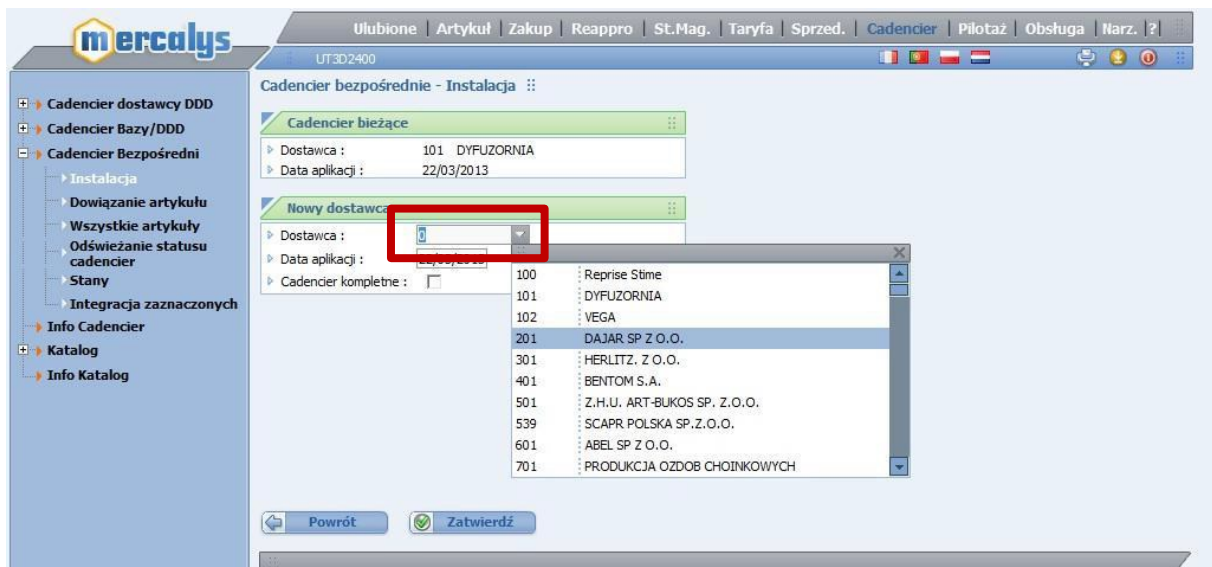 mercalys
Ulubione | Artykuł | Zakup | Reappro | St.Mag. | Taryfa | Sprzed. | Cadencier | Pilotaż | Obsługa | Narz. |?|
UT3D2400
Cadencier dostawcy DDD
Cadencier Bazy/DDD
Cadencier Bezpośredni
Instalacja
Dowiązanie artykułu
Wszystkie artykuły
Odświeżanie statusu
cadencier
Stany
Integracja zaznaczonych
Info Cadencier
Katalog
Info Katalog
Cadencier bezpośrednie - Instalacja
Cadencier bieżące
Dostawca : 101 DYFUZORNIA
Data aplikacji : 22/03/2013
Nowy dostawca
Dostawca : 0
Data aplikacji : 22/03/2013
Cadencier kompletne :
100 Reprise Stime
101 DYFUZORNIA
102 VEGA
201 DAJAR SP Z O.O.
301 HERLITZ. Z O.O.
401 BENTOM S.A.
501 Z.H.U. ART-BUKOS SP. Z.O.O.
539 SCAPR POLSKA SP.Z.O.O.
601 ABEL SP Z O.O.
701 PRODUKCJA OZDOB CHOINKOWYCH
Powrót
Zatwierdź